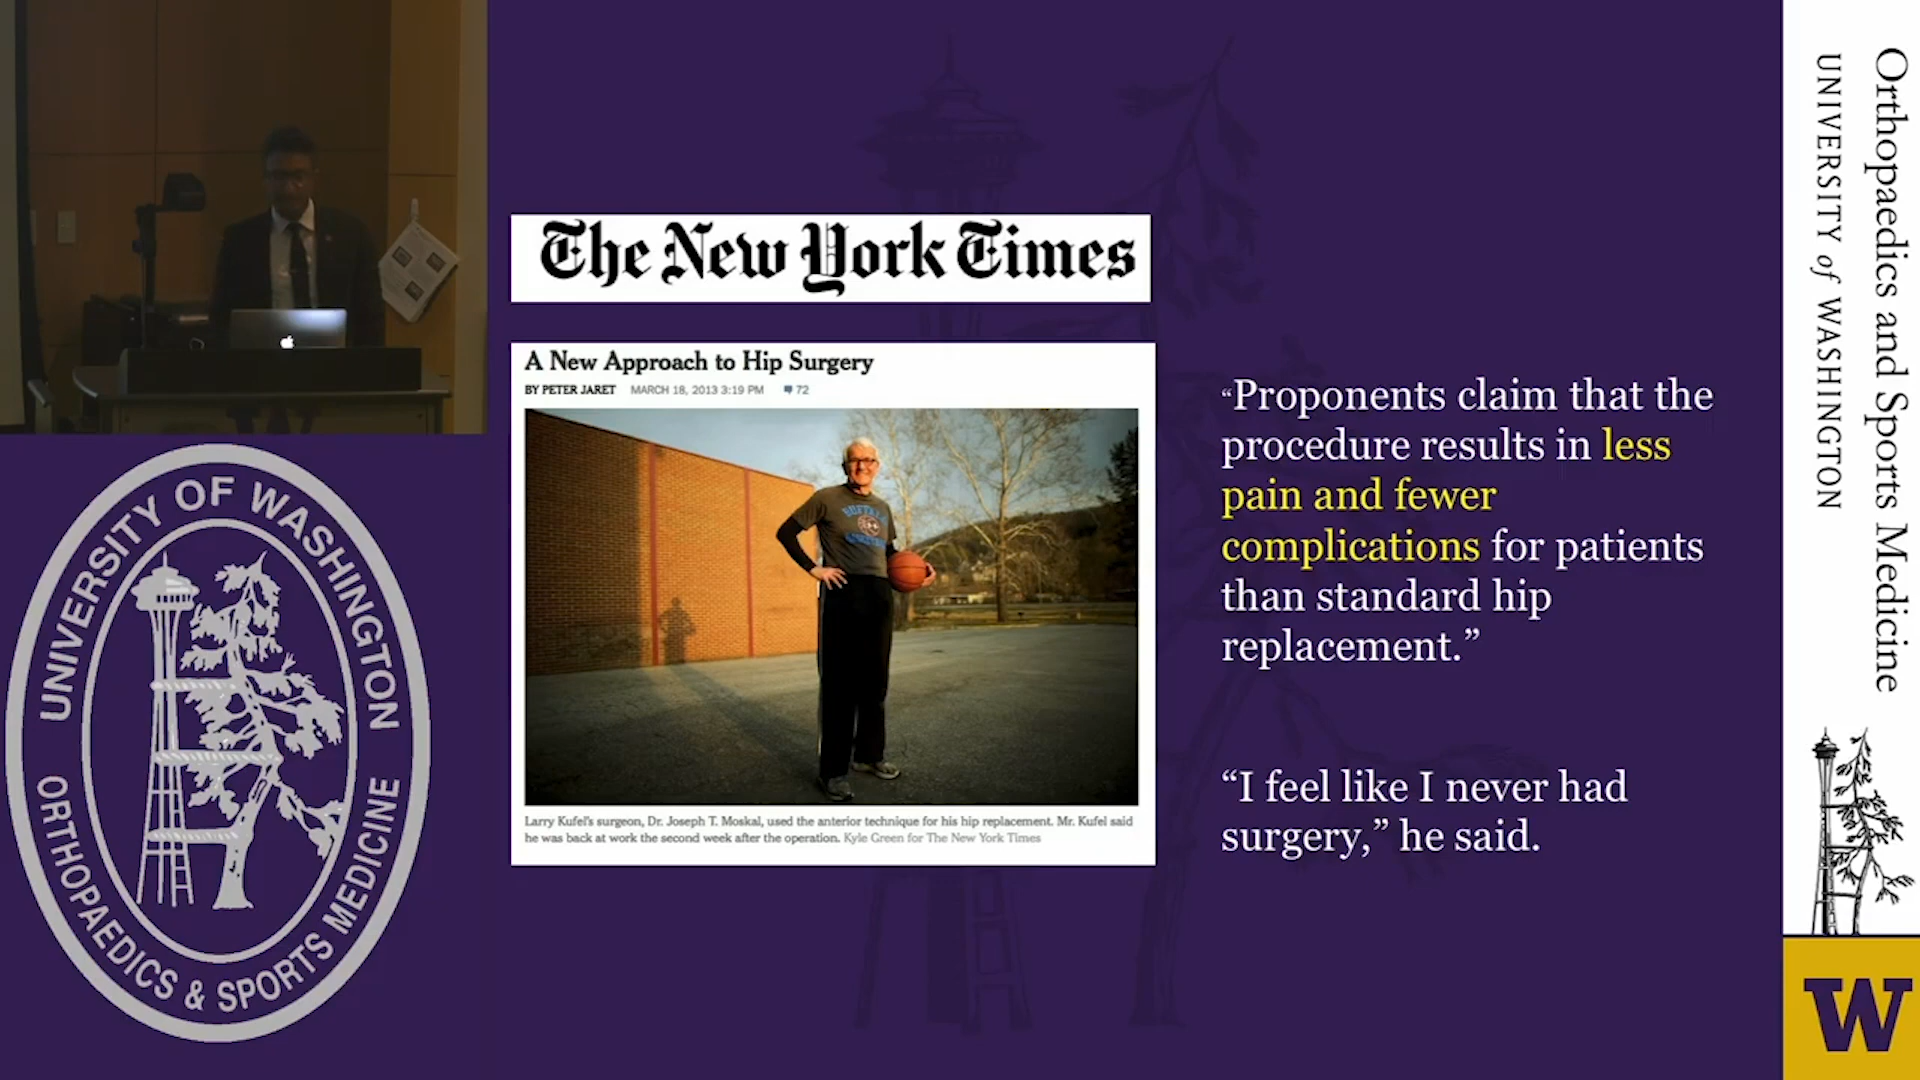 The New York Times
A New Approach to Hip Surgery
BY PETER JARET MARCH 18, 2013 3:19 PM 72
BUFFALO
Larry Kufel's surgeon, Dr. Joseph T. Moskal, used the anterior technique for his hip replacement. Mr. Kufel said
he was back at work the second week after the operation. Kyle Green for The New York Times
“Proponents claim that the
procedure results in less
pain and fewer
complications for patients
than standard hip
replacement.”
“I feel like I never had
surgery,” he said.
UNIVERSITY OF WASHINGTON
ORTHOPAEDICS & SPORTS MEDICINE
Orthopaedics and Sports Medicine
UNIVERSITY of WASHINGTON
W